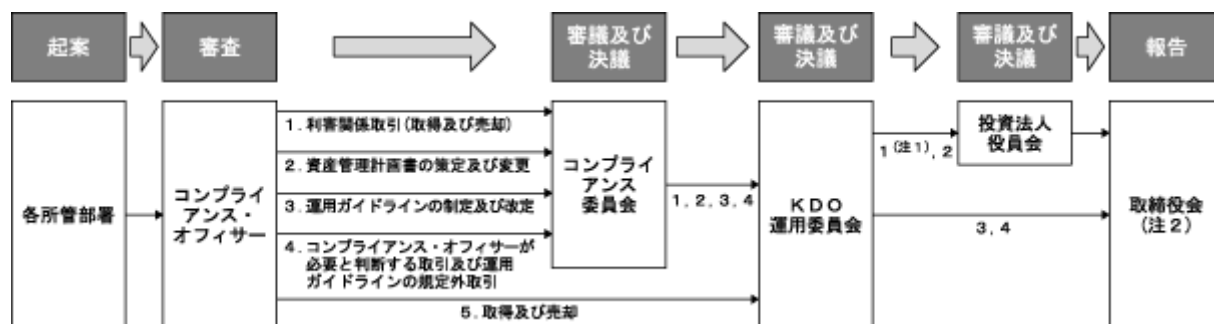 起案
審査
審議及び
決議
審議及び
決議
審議及び
決議
報告
各所管部署
コンプライ
アンス・
オフィサー
1．利害関係取引（取得及び売却）
2．資産管理計画書の策定及び変更
3．運用ガイドラインの制定及び改定
4．コンプライアンス・オフィサーが
必要と判断する取引及び運用
ガイドラインの規定外取引
5．取得及び売却
コンプライ
アンス
委員会
1, 2, 3, 4
KDO
運用委員会
1（注1）, 2
3, 4
投資法人
役員会
取締役会
（注2）